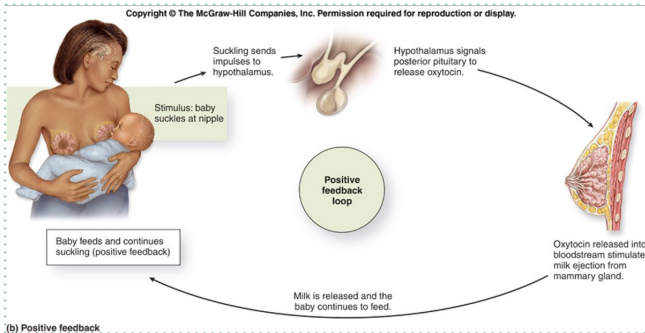 Copyright © The McGraw-Hill Companies, Inc. Permission required for reproduction or display.
Suckling sends
impulses to
hypothalamus.
Hypothalamus signals
posterior pituitary to
release oxytocin.
Stimulus: baby
suckles at nipple
Positive
feedback
loop
Baby feeds and continues
suckling (positive feedback)
Oxytocin released into
bloodstream stimulate
milk ejection from
mammary gland.
Milk is released and the
baby continues to feed.
(b) Positive feedback